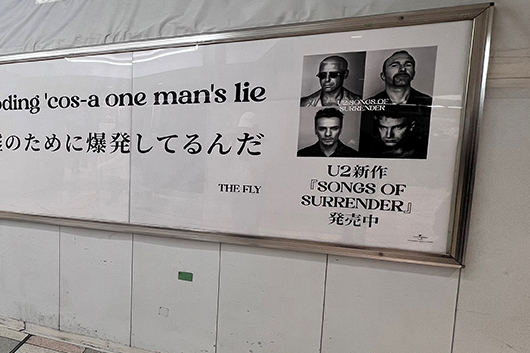 oding 'cos-a one man's lie
のために爆発してるんだ
THE FLY
U2:SONGS OF
SURRENDER
U2新作
『SONGS OF
SURRENDER』
発売中